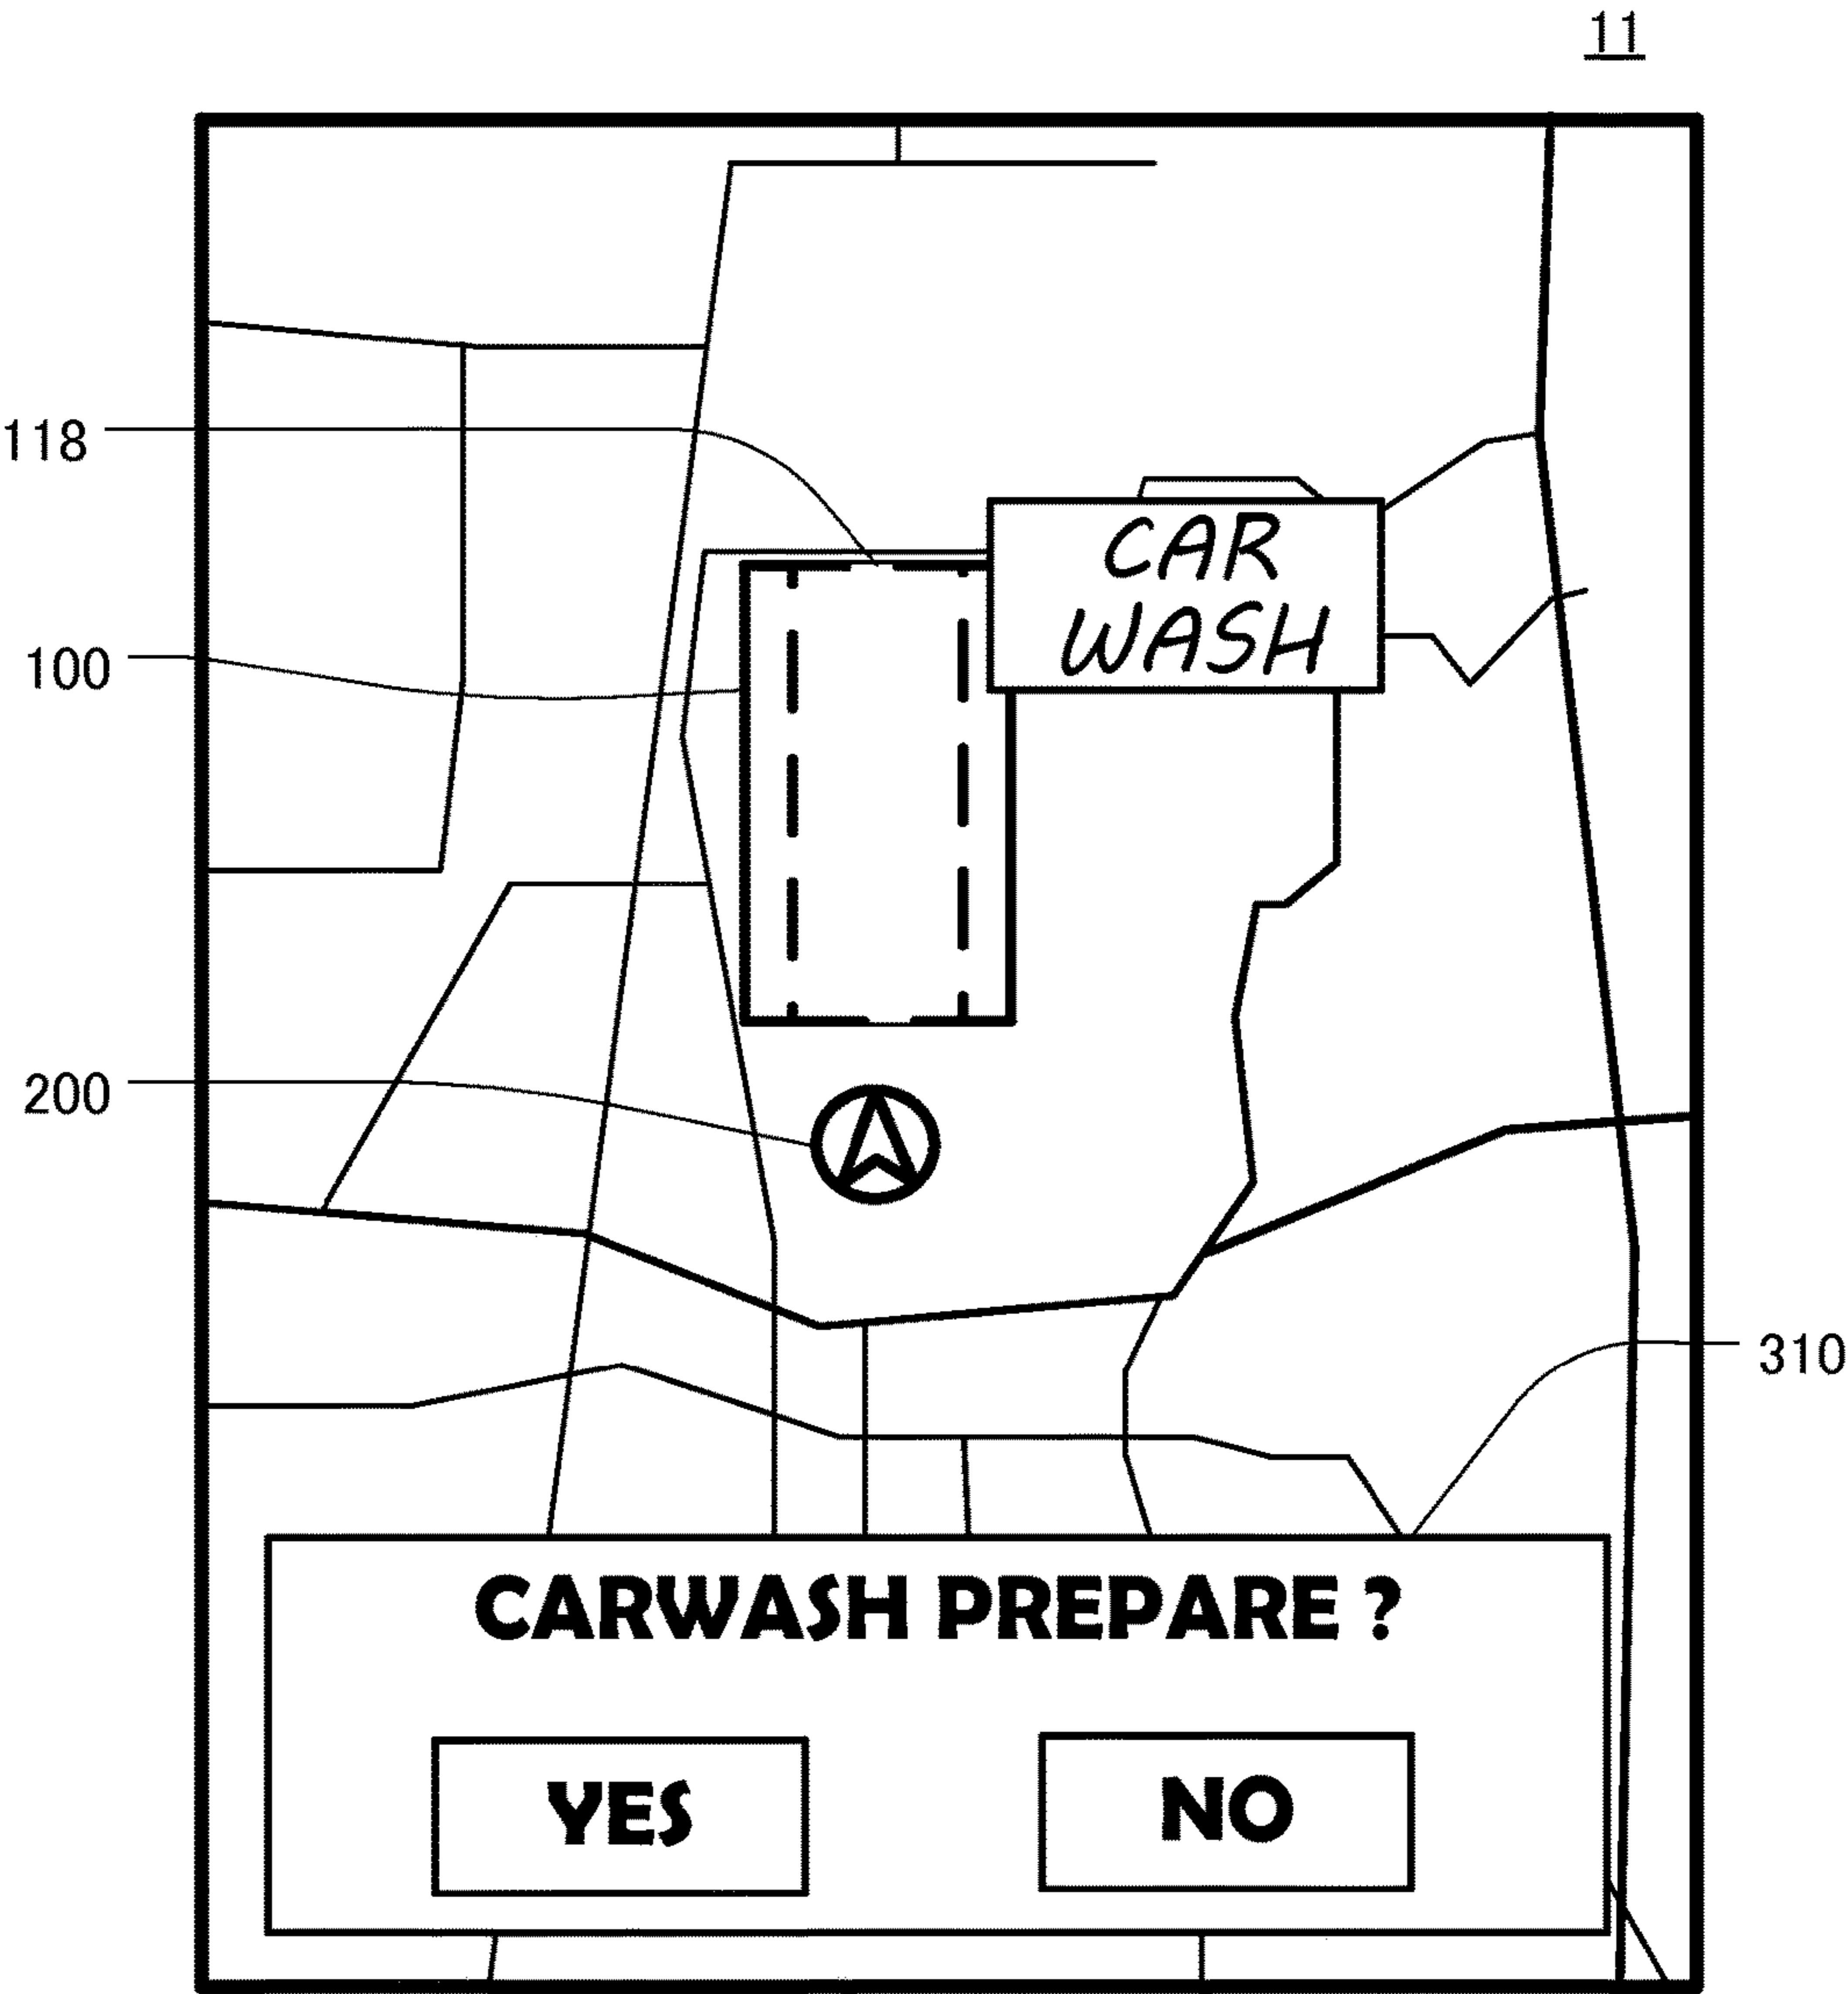 11
118
CAR
WASH
100
200
310
CARWASH PREPARE ?
YES
NO